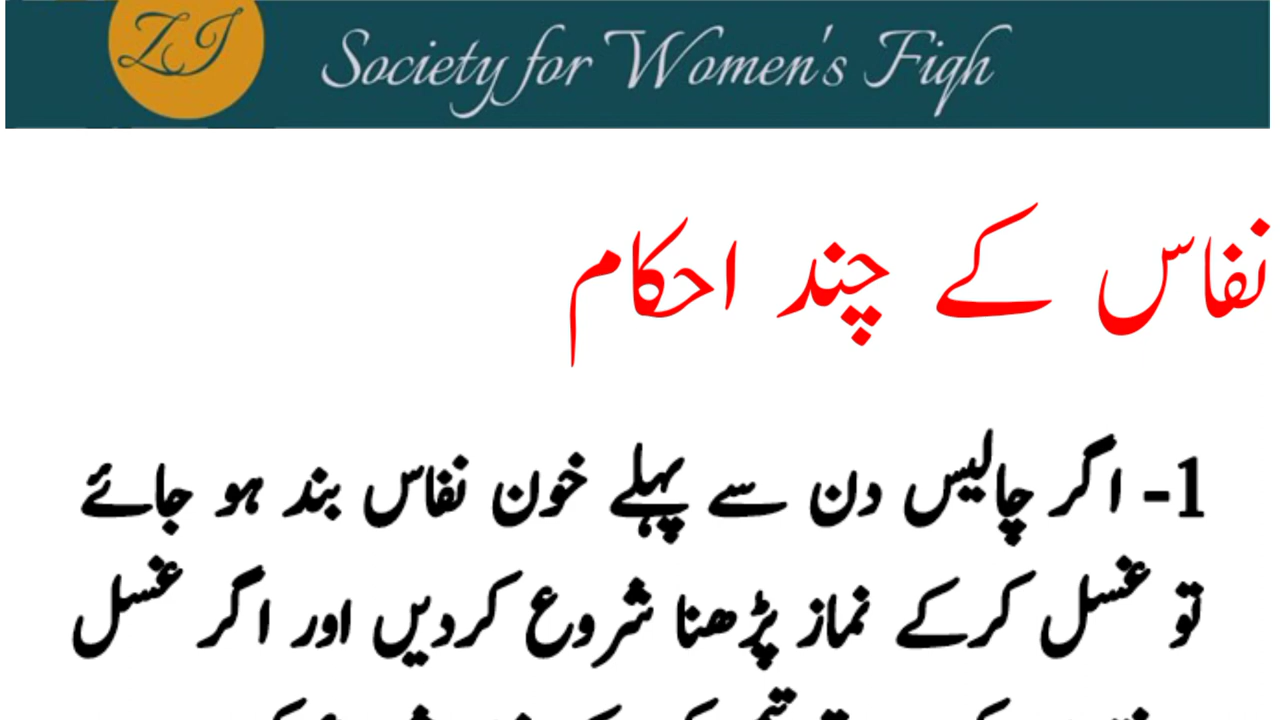 ZI
Society for Women's Fiqh
نفاس کے چند احکام
1- اگر چالیس دن سے پہلے خون نفاس بند ہو جائے
تو غسل کرکے نماز پڑھنا شروع کردیں اور اگر غسل